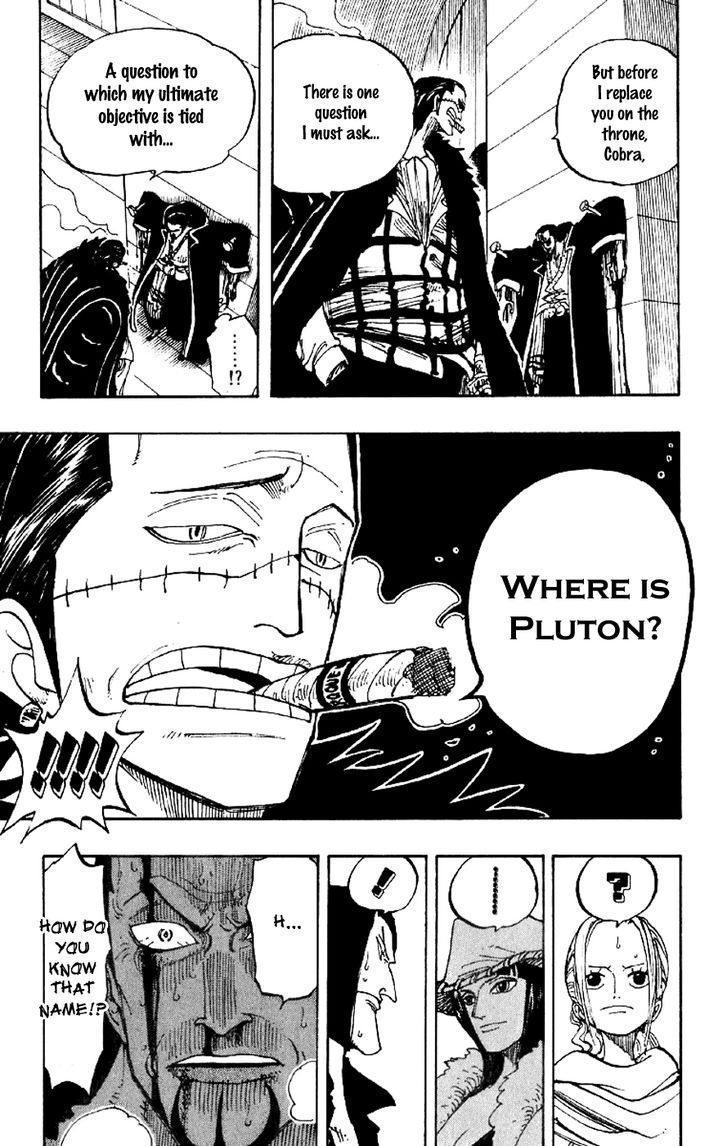 But before
I replace
you on the
throne,
Cobra,
There is one
question
I must ask...
A question to
which my ultimate
objective is tied
with...
......
!?
Where is
Pluton?
ROQUE
!!!!
?
.........
!
H...
HOW DO
YOU
KNOW
THAT
NAME!?